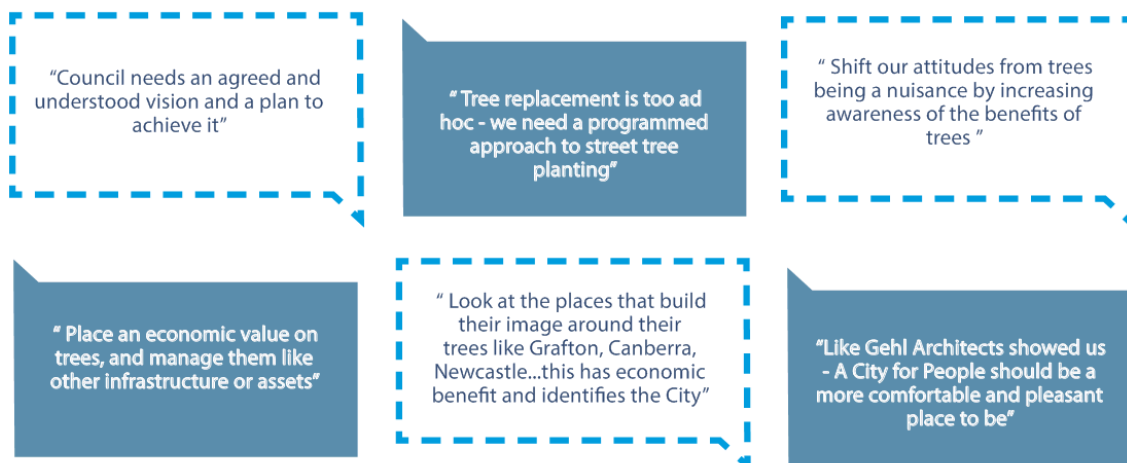 “Council needs an agreed and
understood vision and a plan to
achieve it”
“ Tree replacement is too ad
hoc - we need a programmed
approach to street tree
planting”
“ Shift our attitudes from trees
being a nuisance by increasing
awareness of the benefits of
trees ”
“ Place an economic value on
trees, and manage them like
other infrastructure or assets”
“ Look at the places that build
their image around their
trees like Grafton, Canberra,
Newcastle...this has economic
benefit and identifies the City”
“Like Gehl Architects showed us
- A City for People should be a
more comfortable and pleasant
place to be”